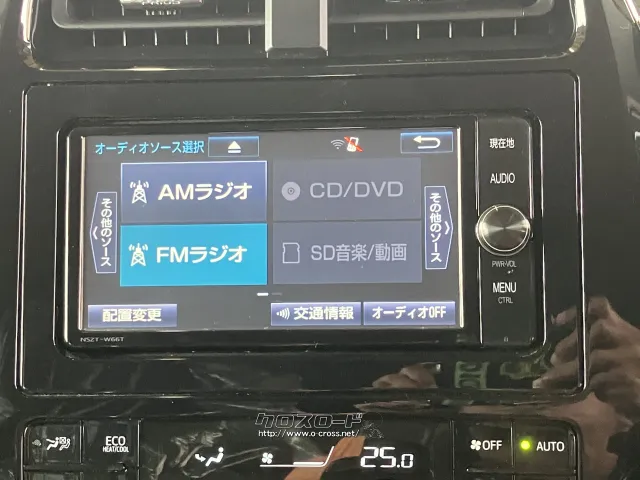 PRIUS
オーディオソース選択
現在地
AMラジオ
CD/DVD
AUDIO
その他のソース
その他のソース
FMラジオ
SD音楽/動画
PWR·VOL
MENU
CTRL
配置変更
交通情報
オーディオOFF
NSZT-W66T
クロスロード
http://www.o-cross.net/
ECO
HEAT/COOL
25.0
OFF
AUTO